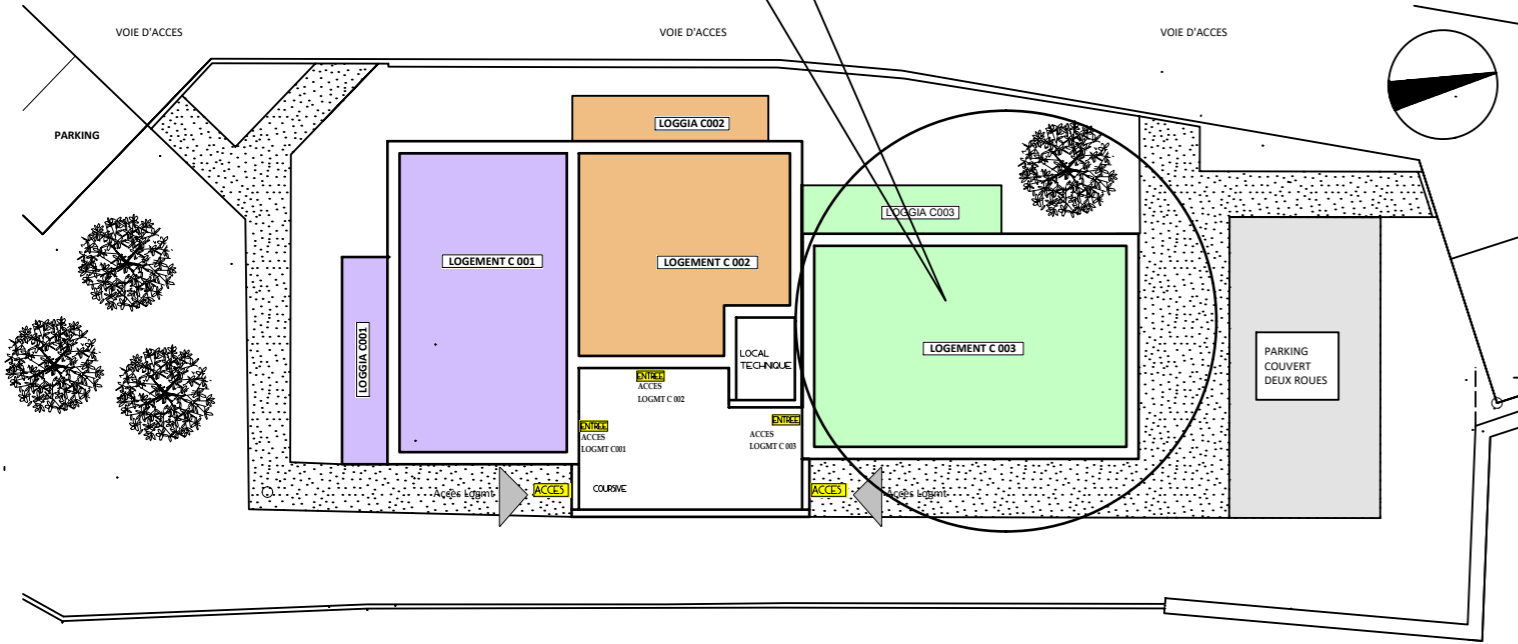 VOIE D'ACCES
VOIE D'ACCES
VOIE D'ACCES
PARKING
LOGGIA C002
LOGGIA C003
LOGEMENT C 001
LOGEMENT C 002
LOGGIA C001
LOGEMENT C 003
LOCAL
TECHNIQUE
PARKING
COUVERT
DEUX ROUES
ENTREE
ACCES
LOGMT C 002
ENTREE
ACCES
LOGMT C001
ENTREE
ACCES
LOGMT C 003
Accès Logmt
ACCES
COURSIVE
ACCES
Accès Logmt